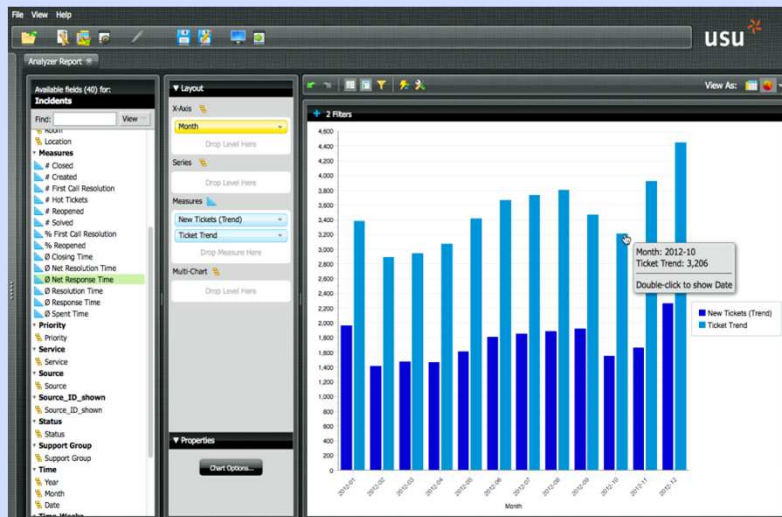 File View Help
usu
Analyzer Report
Available fields (40) for:
Incidents
Find: View
Room
Location
Measures
# Closed
# Created
# First Call Resolution
# Hot Tickets
# Reopened
# Solved
% First Call Resolution
% Reopened
Ø Closing Time
Ø Net Resolution Time
Ø Net Response Time
Ø Resolution Time
Ø Response Time
Ø Spent Time
Priority
Priority
Service
Service
Source
Source
Source_ID_shown
Source_ID_shown
Status
Status
Support Group
Support Group
Time
Year
Month
Date
Time Weeks
Layout
X-Axis
Month
Drop Level Here
Series
Drop Level Here
Measures
New Tickets (Trend)
Ticket Trend
Drop Measure Here
Multi-Chart
Drop Level Here
Properties
Chart Options...
View As:
2 Filters
4,600
4,400
4,200
4,000
3,800
3,600
3,400
3,200
3,000
2,800
2,600
2,400
2,200
2,000
1,800
1,600
1,400
1,200
1,000
800
600
400
200
0
2012-01
2012-02
2012-03
2012-04
2012-05
2012-06
2012-07
2012-08
2012-09
2012-10
2012-11
2012-12
Month
Month: 2012-10
Ticket Trend: 3,206
Double-click to show Date
New Tickets (Trend)
Ticket Trend